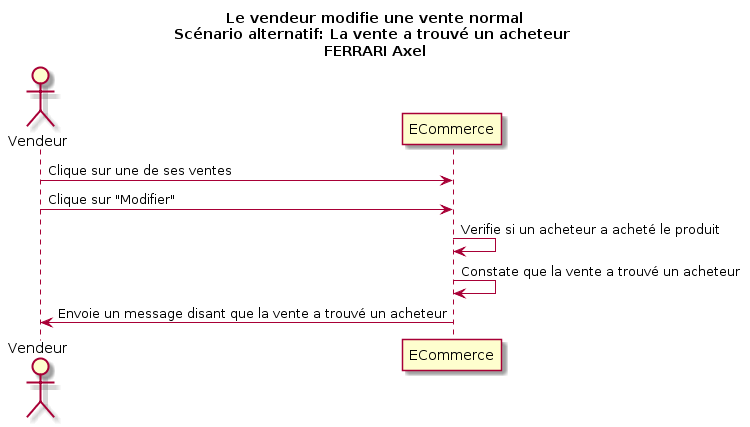 Le vendeur modifie une vente normal
Scénario alternatif: La vente a trouvé un acheteur
FERRARI Axel
Vendeur
ECommerce
Clique sur une de ses ventes
Clique sur "Modifier"
Verifie si un acheteur a acheté le produit
Constate que la vente a trouvé un acheteur
Envoie un message disant que la vente a trouvé un acheteur
Vendeur
ECommerce